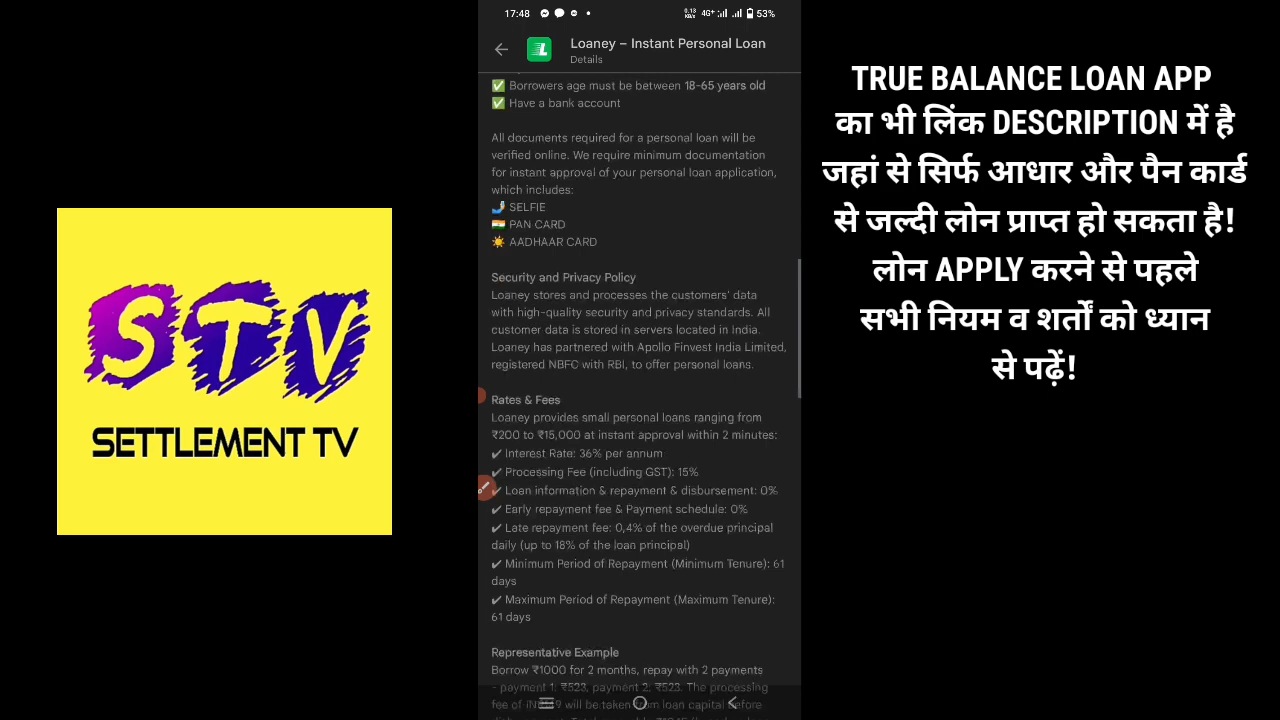 STV
SETTLEMENT TV
17:48
4G+
53%
Loaney – Instant Personal Loan
Details
✅ Borrowers age must be between 18-65 years old
✅ Have a bank account
All documents required for a personal loan will be
verified online. We require minimum documentation
for instant approval of your personal loan application,
which includes:
🤳 SELFIE
🇮🇳 PAN CARD
☀️ AADHAAR CARD
Security and Privacy Policy
Loaney stores and processes the customers' data
with high-quality security and privacy standards. All
customer data is stored in servers located in India.
Loaney has partnered with Apollo Finvest India Limited,
registered NBFC with RBI, to offer personal loans.
Rates & Fees
Loaney provides small personal loans ranging from
₹200 to ₹15,000 at instant approval within 2 minutes:
✔ Interest Rate: 36% per annum
✔ Processing Fee (including GST): 15%
✔ Loan information & repayment & disbursement: 0%
✔ Early repayment fee & Payment schedule: 0%
✔ Late repayment fee: 0,4% of the overdue principal
daily (up to 18% of the loan principal)
✔ Minimum Period of Repayment (Minimum Tenure): 61
days
✔ Maximum Period of Repayment (Maximum Tenure):
61 days
Representative Example
Borrow ₹1000 for 2 months, repay with 2 payments
- payment 1: ₹523, payment 2: ₹523. The processing
will be taken from loan capital before
TRUE BALANCE LOAN APP
का भी लिंक DESCRIPTION में है
जहां से सिर्फ आधार और पैन कार्ड
से जल्दी लोन प्राप्त हो सकता है!
लोन APPLY करने से पहले
सभी नियम व शर्तों को ध्यान
से पढ़ें!